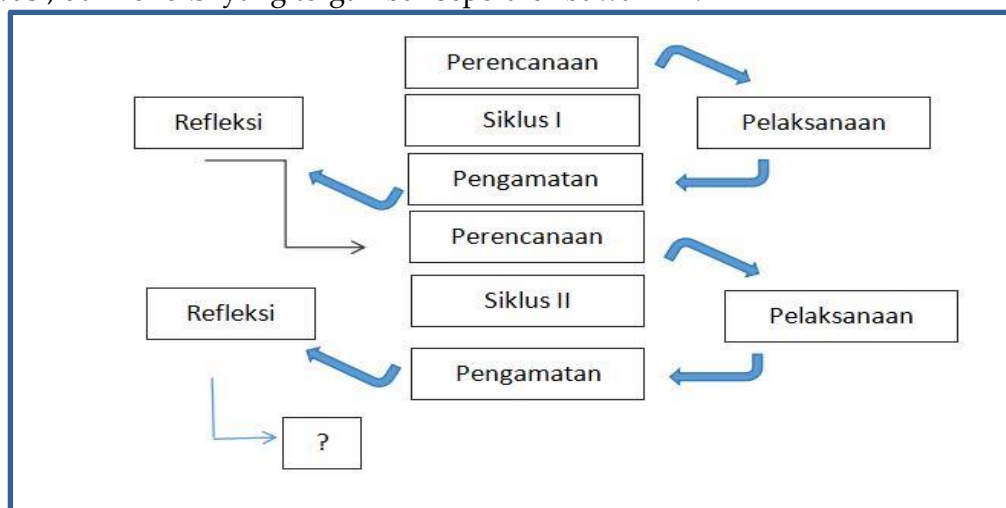 Perencanaan
Refleksi
Siklus I
Pelaksanaan
Pengamatan
Perencanaan
Refleksi
Siklus II
Pelaksanaan
Pengamatan
?